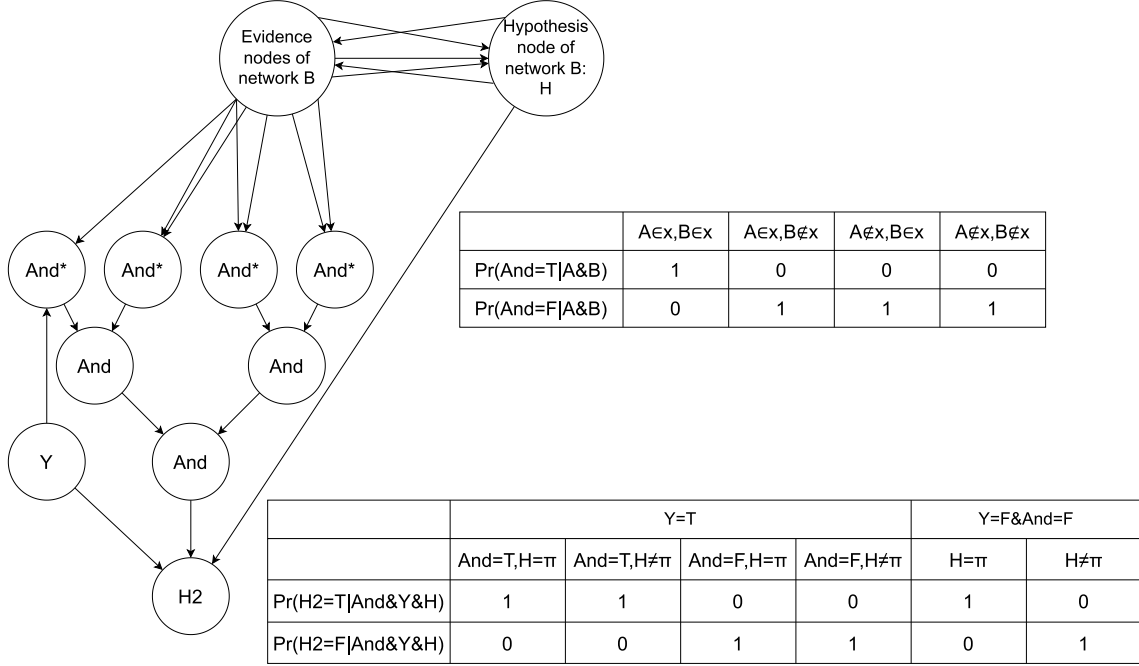 Evidence
nodes of
network B
Hypothesis
node of
network B:
H
And* And* And* And*
And And
Y And
H2
A∈x,B∈x A∈x,B∉x A∉x,B∈x A∉x,B∉x
Pr(And=T|A&B) 1 0 0 0
Pr(And=F|A&B) 0 1 1 1
Y=T Y=F&And=F
And=T,H=π And=T,H≠π And=F,H=π And=F,H≠π H=π H≠π
Pr(H2=T|And&Y&H) 1 1 0 0 1 0
Pr(H2=F|And&Y&H) 0 0 1 1 0 1